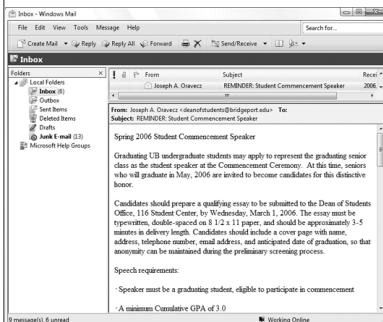 Inbox - Windows Mail
File Edit View Tools Message Help Search for...
Create Mail Reply Reply All Forward Send/Receive
Inbox
Folders X
Local Folders
Inbox (6)
Outbox
Sent Items
Deleted Items
Drafts
Junk E-mail (13)
Microsoft Help Groups
! From Subject
Joseph A. Oravecz REMINDER: Student Commencement Speaker 2006
From: Joseph A. Oravecz <deanofstudents@bridgeport.edu> To:
Subject: REMINDER: Student Commencement Speaker
Spring 2006 Student Commencement Speaker
Graduating UB undergraduate students may apply to represent the graduating senior
class as the student speaker at the Commencement Ceremony. At this time, seniors
who will graduate in May, 2006 are invited to become candidates for this distinctive
honor.
Candidates should prepare a qualifying essay to be submitted to the Dean of Students
Office, 116 Student Center, by Wednesday, March 1, 2006. The essay must be
typewritten, double-spaced on 8 1/2 x 11 paper, and should be approximately 3-5
minutes in delivery length. Candidates should include a cover page with name,
address, telephone number, email address, and anticipated date of graduation, so that
anonymity can be maintained during the preliminary screening process.
Speech requirements:
· Speaker must be a graduating student, eligible to participate in commencement
· A minimum Cumulative GPA of 3.0
9 message(s), 6 unread Working Online